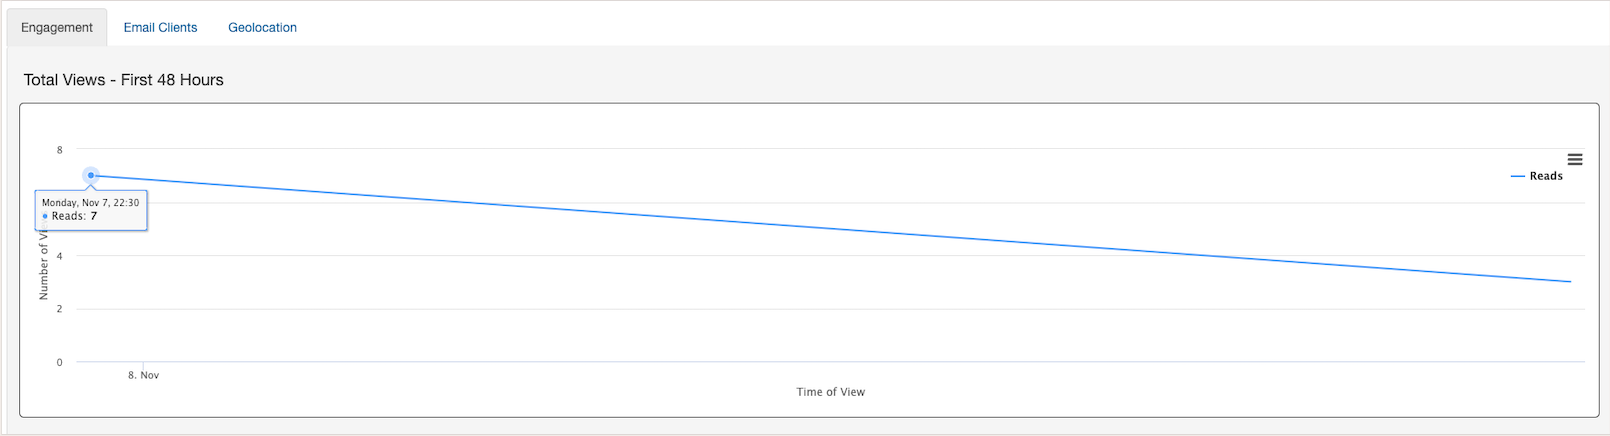 Engagement Email Clients Geolocation
Total Views - First 48 Hours
8
Reads
Monday, Nov 7, 22:30
Reads: 7
Number of
4
2
0
8. Nov
Time of View